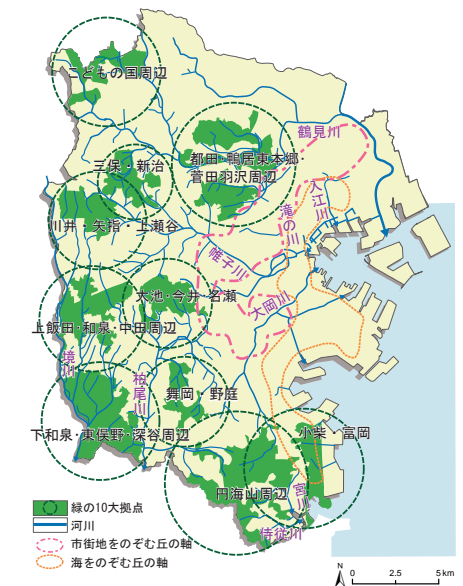 こどもの国周辺
鶴見川
三保・新治
都田・鴨居東本郷
菅田羽沢周辺
入江川
滝の川
川井・矢指・上瀬谷
帷子川
大池・今井・名瀬
大岡川
上飯田・和泉・中田周辺
境川
柏尾川
舞岡・野庭
下和泉・東俣野・深谷周辺
小柴・富岡
円海山周辺
宮川
侍従川
緑の10大拠点
河川
市街地をのぞむ丘の軸
海をのぞむ丘の軸
N
0 2.5 5km